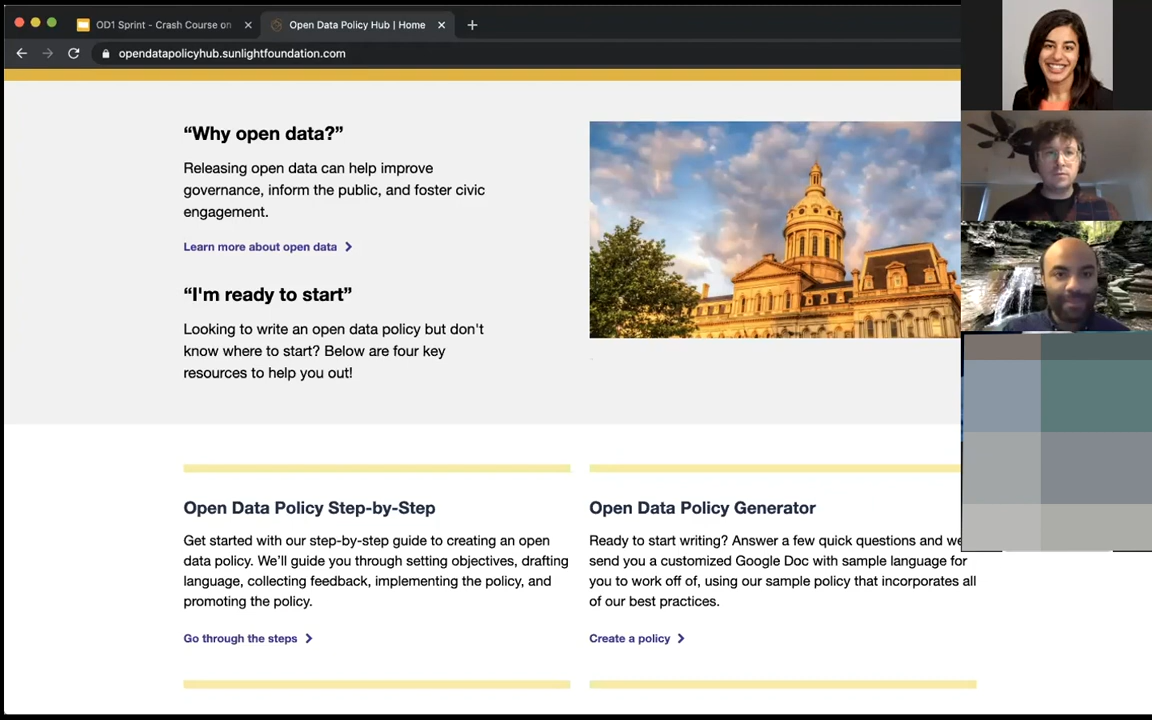 OD1 Sprint - Crash Course on
Open Data Policy Hub | Home
opendatapolicyhub.sunlightfoundation.com
“Why open data?”
Releasing open data can help improve
governance, inform the public, and foster civic
engagement.
Learn more about open data
“I'm ready to start”
Looking to write an open data policy but don't
know where to start? Below are four key
resources to help you out!
Open Data Policy Step-by-Step
Get started with our step-by-step guide to creating an open
data policy. We’ll guide you through setting objectives, drafting
language, collecting feedback, implementing the policy, and
promoting the policy.
Go through the steps
Open Data Policy Generator
Ready to start writing? Answer a few quick questions and we
send you a customized Google Doc with sample language for
you to work off of, using our sample policy that incorporates all
of our best practices.
Create a policy